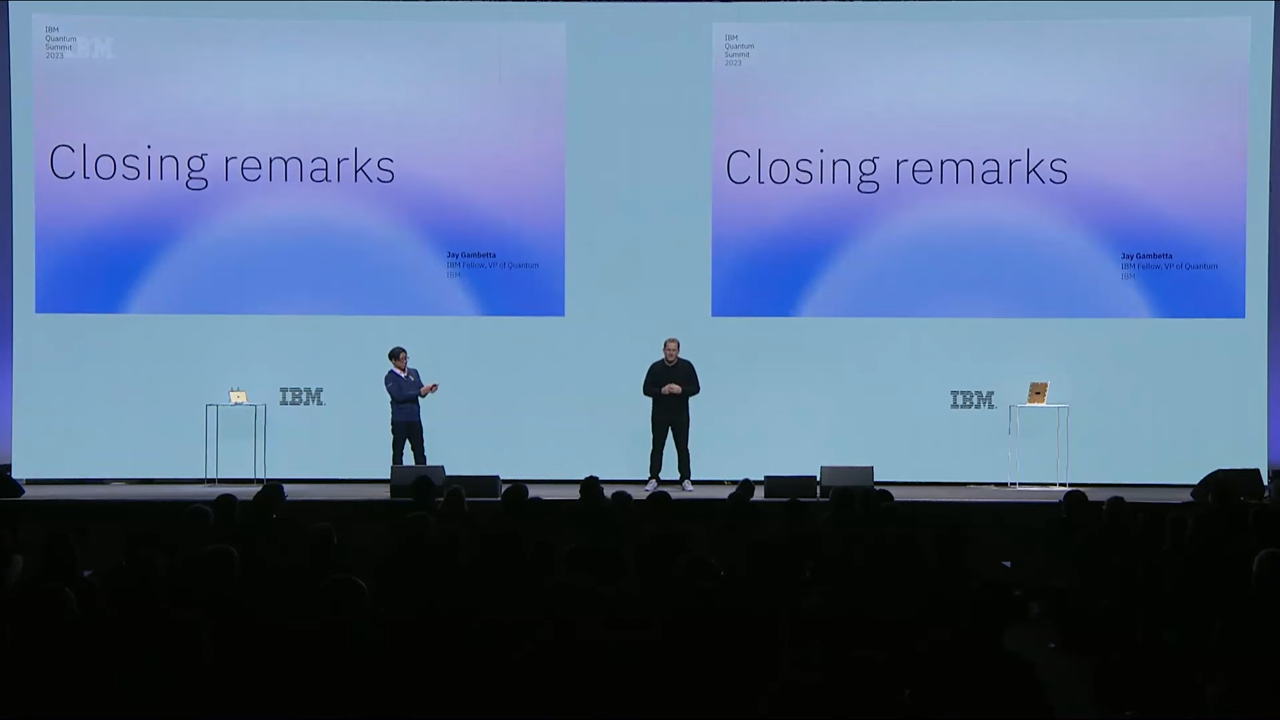 IBM
Quantum
Summit
2023
IBM
Closing remarks
Jay Gambetta
IBM Fellow, VP of Quantum
IBM
IBM
Quantum
Summit
2023
Closing remarks
Jay Gambetta
IBM Fellow, VP of Quantum
IBM
IBM.
IBM.